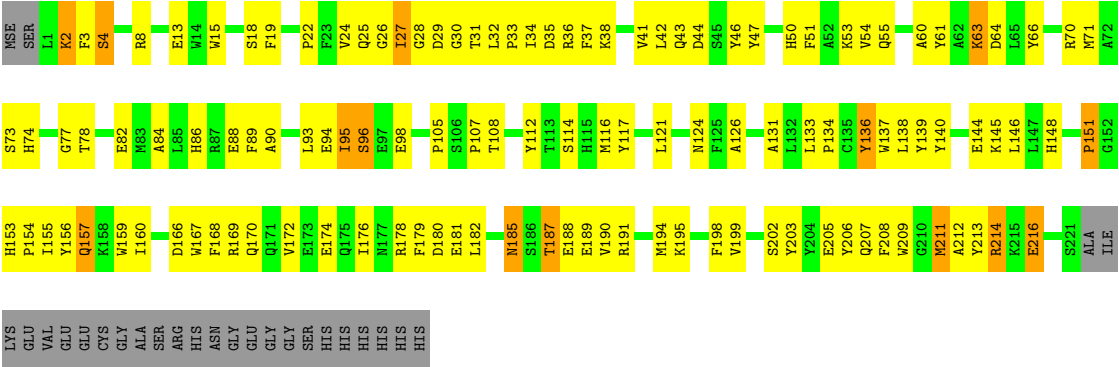 MSE SER L1 K2 F3 S4 R8 E13 W14 W15 S18 F19 P22 F23 V24 Q25 G26 I27 G28 D29 G30 T31 L32 P33 I34 D35 R36 F37 K38 V41 L42 Q43 D44 S45 Y46 Y47 H50 F51 A52 K53 V54 Q55 A60 Y61 A62 K63 D64 L65 Y66 R70 M71 A72
S73 H74 G77 T78 E82 M83 A84 L85 H86 R87 E88 F89 A90 L93 E94 I95 S96 E97 E98 P105 S106 P107 T108 Y112 T113 S114 H115 M116 Y117 L121 N124 F125 A126 A131 L132 L133 P134 C135 Y136 W137 L138 Y139 Y140 E144 K145 L146 L147 H148 P151 G152
H153 P154 I155 Y156 Q157 K158 W159 I160 D166 W167 F168 R169 Q170 Q171 V172 E173 E174 Q175 I176 N177 R178 F179 D180 E181 L182 N185 S186 T187 E188 E189 V190 R191 M194 K195 F198 V199 S202 Y203 Y204 E205 Y206 Q207 F208 W209 G210 M211 A212 Y213 R214 K215 E216 S221 ALA ILE
LYS GLU VAL GLU GLU CYS GLY ALA SER ARG HIS ASN GLY GLU GLY GLY SER HIS HIS HIS HIS HIS HIS